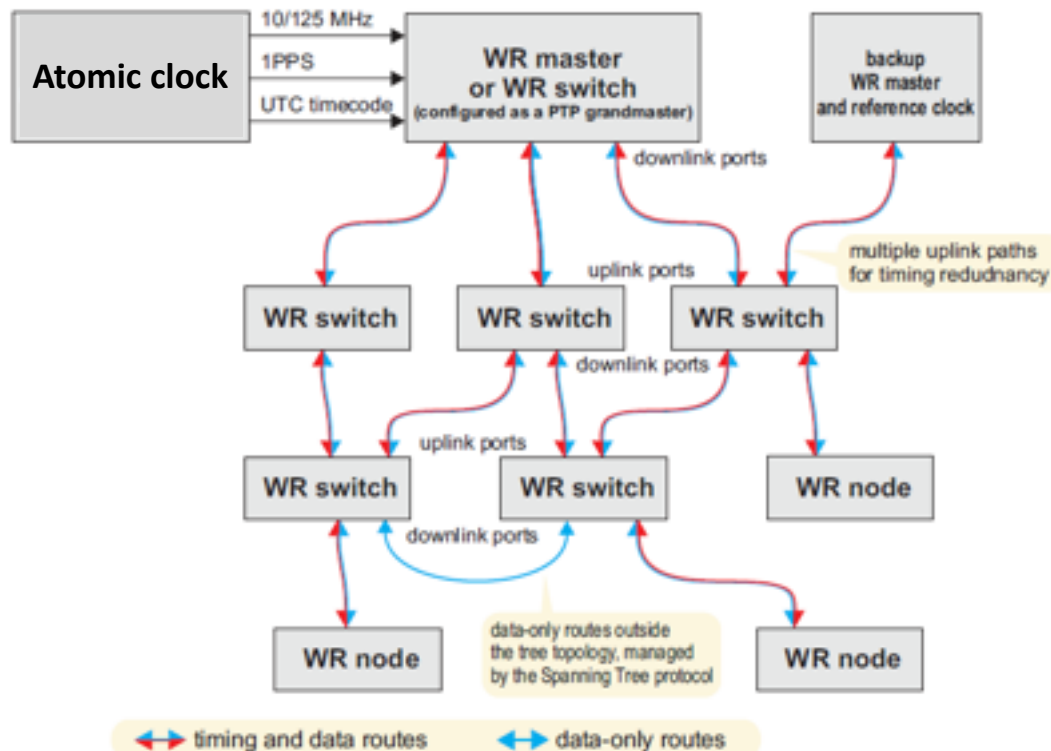 Atomic clock
10/125 MHz
1PPS
UTC timecode
WR master
or WR switch
(configured as a PTP grandmaster)
backup
WR master
and reference clock
downlink ports
multiple uplink paths
for timing redudnancy
uplink ports
WR switch
WR switch
WR switch
downlink ports
uplink ports
WR switch
WR switch
WR node
downlink ports
data-only routes outside
the tree topology, managed
by the Spanning Tree protocol
WR node
WR node
timing and data routes
data-only routes